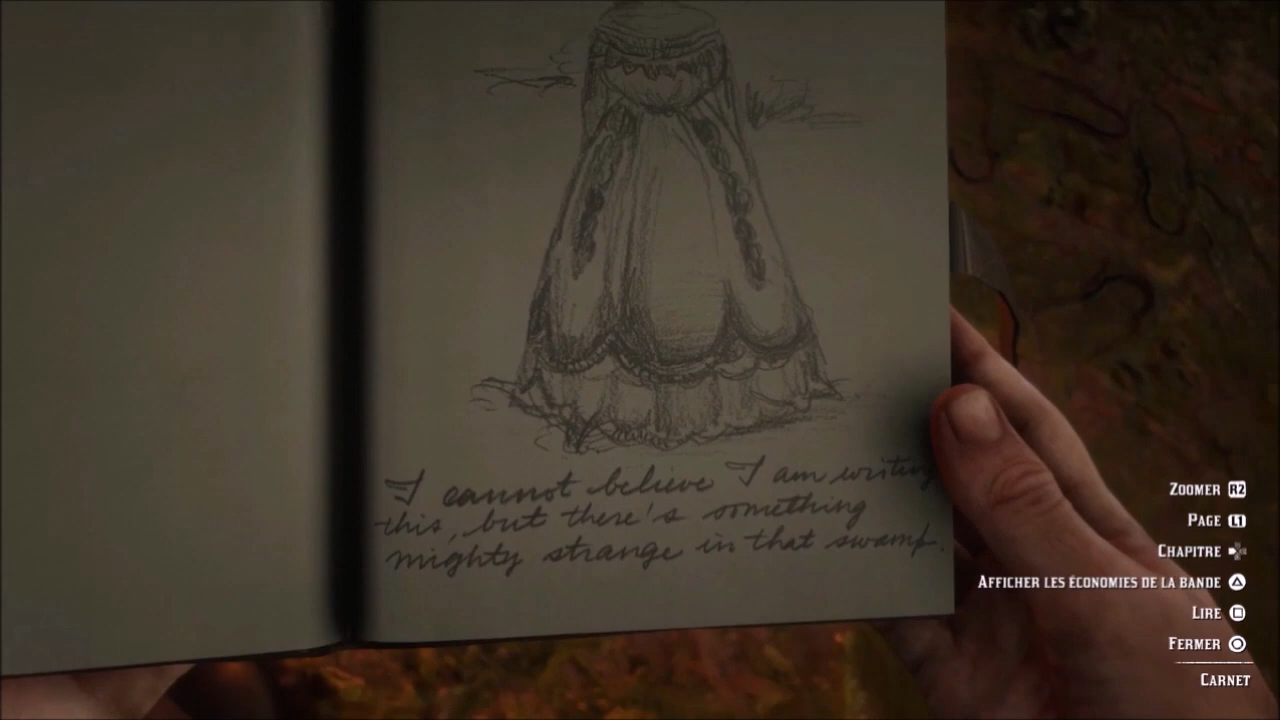 I cannot believe I am writing
this, but there's something
mighty strange in that swamp.
ZOOMER R2
PAGE L1
CHAPITRE
AFFICHER LES ÉCONOMIES DE LA BANDE
LIRE
FERMER
CARNET